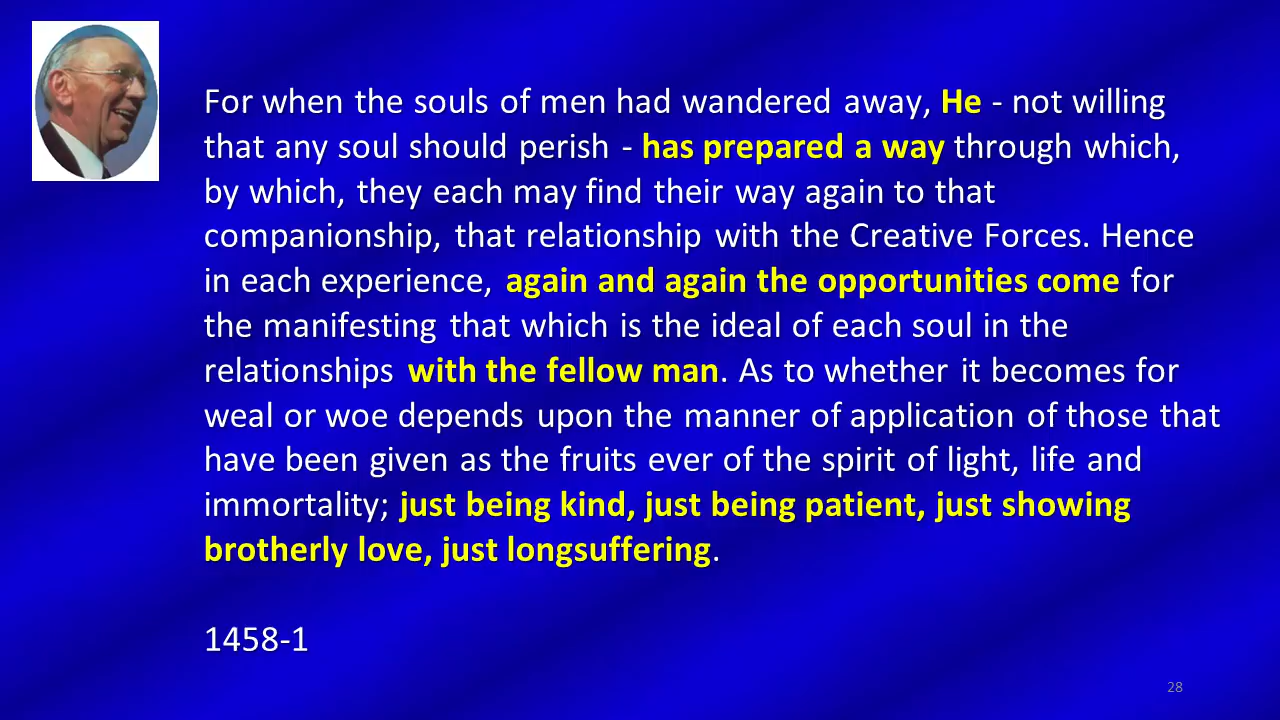 For when the souls of men had wandered away, He - not willing
that any soul should perish - has prepared a way through which,
by which, they each may find their way again to that
companionship, that relationship with the Creative Forces. Hence
in each experience, again and again the opportunities come for
the manifesting that which is the ideal of each soul in the
relationships with the fellow man. As to whether it becomes for
weal or woe depends upon the manner of application of those that
have been given as the fruits ever of the spirit of light, life and
immortality; just being kind, just being patient, just showing
brotherly love, just longsuffering.
1458-1
28